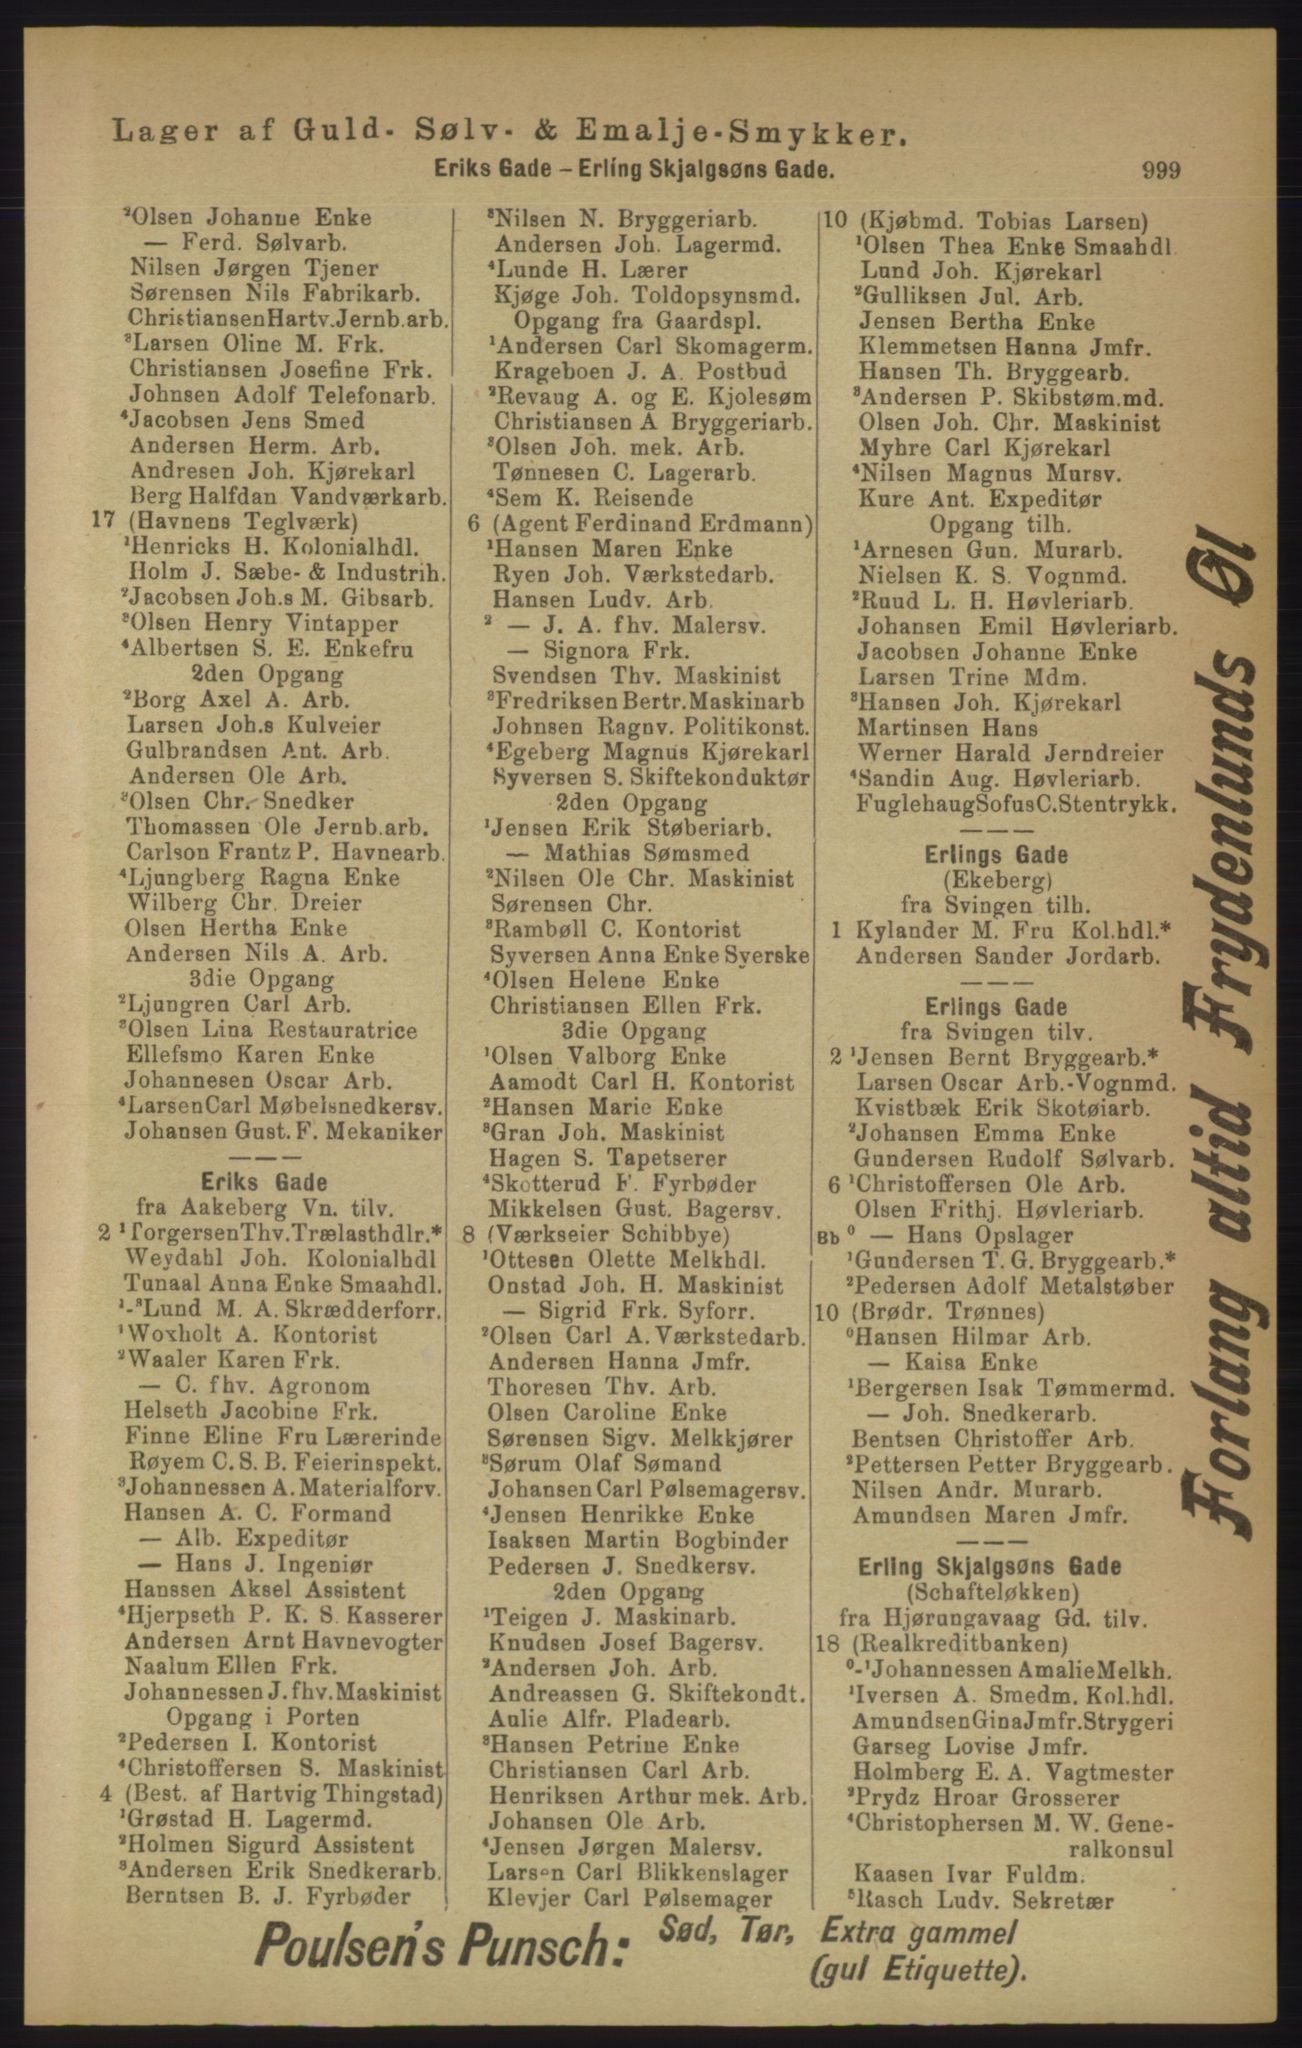 Lager af Guld- Sølv- & Emalje-Smykker.
Eriks Gade – Erling Skjalgsøns Gade.
999
²Olsen Johanne Enke
— Ferd. Sølvarb.
Nilsen Jørgen Tjener
Sørensen Nils Fabrikarb.
Christiansen Hartv. Jernb.arb.
³Larsen Oline M. Frk.
Christiansen Josefine Frk.
Johnsen Adolf Telefonarb.
⁴Jacobsen Jens Smed
Andersen Herm. Arb.
Andresen Joh. Kjørekarl
Berg Halfdan Vandværkarb.
17 (Havnens Teglværk)
¹Henricks H. Kolonialhdl.
Holm J. Sæbe- & Industrih.
²Jacobsen Joh.s M. Gibsarb.
³Olsen Henry Vintapper
⁴Albertsen S. E. Enkefru
2den Opgang
²Borg Axel A. Arb.
Larsen Joh.s Kulveier
Gulbrandsen Ant. Arb.
Andersen Ole Arb.
³Olsen Chr. Snedker
Thomassen Ole Jernb.arb.
Carlson Frantz P. Havnearb.
⁴Ljungberg Ragna Enke
Wilberg Chr. Dreier
Olsen Hertha Enke
Andersen Nils A. Arb.
3die Opgang
²Ljungren Carl Arb.
³Olsen Lina Restauratrice
Ellefsmo Karen Enke
Johannesen Oscar Arb.
⁴Larsen Carl Møbelsnedkersv.
Johansen Gust. F. Mekaniker
———
Eriks Gade
fra Aakeberg Vn. tilv.
2 ¹Torgersen Thv. Trælasthdlr.*
Weydahl Joh. Kolonialhdl
Tunaal Anna Enke Smaahdl.
¹-³Lund M. A. Skrædderforr.
¹Woxholt A. Kontorist
²Waaler Karen Frk.
— C. fhv. Agronom
Helseth Jacobine Frk.
Finne Eline Fru Lærerinde
Røyem C. S. B. Feierinspekt.
³Johannessen A. Materialforv.
Hansen A. C. Formand
— Alb. Expeditør
— Hans J. Ingeniør
Hanssen Aksel Assistent
⁴Hjerpseth P. K. S. Kasserer
Andersen Arnt Havnevogter
Naalum Ellen Frk.
Johannessen J. fhv. Maskinist
Opgang i Porten
²Pedersen I. Kontorist
⁴Christoffersen S. Maskinist
4 (Best. af Hartvig Thingstad)
¹Grøstad H. Lagermd.
²Holmen Sigurd Assistent
³Andersen Erik Snedkerarb.
Berntsen B. J. Fyrbøder
³Nilsen N. Bryggeriarb.
Andersen Joh. Lagermd.
⁴Lunde H. Lærer
Kjøge Joh. Toldopsynsmd.
Opgang fra Gaardspl.
¹Andersen Carl Skomagerm.
Krageboen J. A. Postbud
²Revaug A. og E. Kjolesøm
Christiansen A Bryggeriarb.
³Olsen Joh. mek. Arb.
Tønnesen C. Lagerarb.
⁴Sem K. Reisende
6 (Agent Ferdinand Erdmann)
¹Hansen Maren Enke
Ryen Joh. Værkstedarb.
Hansen Ludv. Arb.
² — J. A. fhv. Malersv.
— Signora Frk.
Svendsen Thv. Maskinist
³Fredriksen Bertr. Maskinarb
Johnsen Ragnv. Politikonst.
⁴Egeberg Magnus Kjørekarl
Syversen S. Skiftekonduktør
2den Opgang
¹Jensen Erik Støberiarb.
— Mathias Sømsmed
²Nilsen Ole Chr. Maskinist
Sørensen Chr.
³Rambøll C. Kontorist
Syversen Anna Enke Syerske
⁴Olsen Helene Enke
Christiansen Ellen Frk.
3die Opgang
¹Olsen Valborg Enke
Aamodt Carl H. Kontorist
²Hansen Marie Enke
³Gran Joh. Maskinist
Hagen S. Tapetserer
⁴Skotterud F. Fyrbøder
Mikkelsen Gust. Bagersv.
8 (Værkseier Schibbye)
¹Ottesen Olette Melkhdl.
Onstad Joh. H. Maskinist
— Sigrid Frk. Syforr.
²Olsen Carl A. Værkstedarb.
Andersen Hanna Jmfr.
Thoresen Thv. Arb.
Olsen Caroline Enke
Sørensen Sigv. Melkkjører
³Sørum Olaf Sømand
Johansen Carl Pølsemagersv.
⁴Jensen Henrikke Enke
Isaksen Martin Bogbinder
Pedersen J. Snedkersv.
2den Opgang
¹Teigen J. Maskinarb.
Knudsen Josef Bagersv.
²Andersen Joh. Arb.
Andreassen G. Skiftekondt.
Aulie Alfr. Pladearb.
³Hansen Petrine Enke
Christiansen Carl Arb.
Henriksen Arthur mek. Arb.
Johansen Ole Arb.
⁴Jensen Jørgen Malersv.
Larsen Carl Blikkenslager
Klevjer Carl Pølsemager
10 (Kjøbmd. Tobias Larsen)
¹Olsen Thea Enke Smaahdl
Lund Joh. Kjørekarl
²Gulliksen Jul. Arb.
Jensen Bertha Enke
Klemmetsen Hanna Jmfr.
Hansen Th. Bryggearb.
³Andersen P. Skibstøm.md.
Olsen Joh. Chr. Maskinist
Myhre Carl Kjørekarl
⁴Nilsen Magnus Mursv.
Kure Ant. Expeditør
Opgang tilh.
¹Arnesen Gun. Murarb.
Nielsen K. S. Vognmd.
²Ruud L. H. Høvleriarb.
Johansen Emil Høvleriarb.
Jacobsen Johanne Enke
Larsen Trine Mdm.
³Hansen Joh. Kjørekarl
Martinsen Hans
Werner Harald Jerndreier
⁴Sandin Aug. Høvleriarb.
Fuglehaug Sofus C. Stentrykk.
———
Erlings Gade
(Ekeberg)
fra Svingen tilh.
1 Kylander M. Fru Kol.hdl.*
Andersen Sander Jordarb.
———
Erlings Gade
fra Svingen tilv.
2 ¹Jensen Bernt Bryggearb.*
Larsen Oscar Arb.-Vognmd.
Kvistbæk Erik Skotøiarb.
²Johansen Emma Enke
Gundersen Rudolf Sølvarb.
6 ¹Christoffersen Ole Arb.
Olsen Frithj. Høvleriarb.
Bb ⁰ — Hans Opslager
¹Gundersen T. G. Bryggearb.*
²Pedersen Adolf Metalstøber
10 (Brødr. Trønnes)
⁰Hansen Hilmar Arb.
— Kaisa Enke
¹Bergersen Isak Tømmermd.
— Joh. Snedkerarb.
Bentsen Christoffer Arb.
²Pettersen Petter Bryggearb.
Nilsen Andr. Murarb.
Amundsen Maren Jmfr.
———
Erling Skjalgsøns Gade
(Schafteløkken)
fra Hjørungavaag Gd. tilv.
18 (Realkreditbanken)
⁰-¹Johannessen Amalie Melkh.
¹Iversen A. Smedm. Kol.hdl.
Amundsen Gina Jmfr. Strygeri
Garseg Lovise Jmfr.
Holmberg E. A. Vagtmester
²Prydz Hroar Grosserer
⁴Christophersen M. W. Gene-
ralkonsul
Kaasen Ivar Fuldm.
⁵Rasch Ludv. Sekretær
Forlang altid Frydenlunds Øl
Poulsen's Punsch: Sød, Tør, Extra gammel
(gul Etiquette).